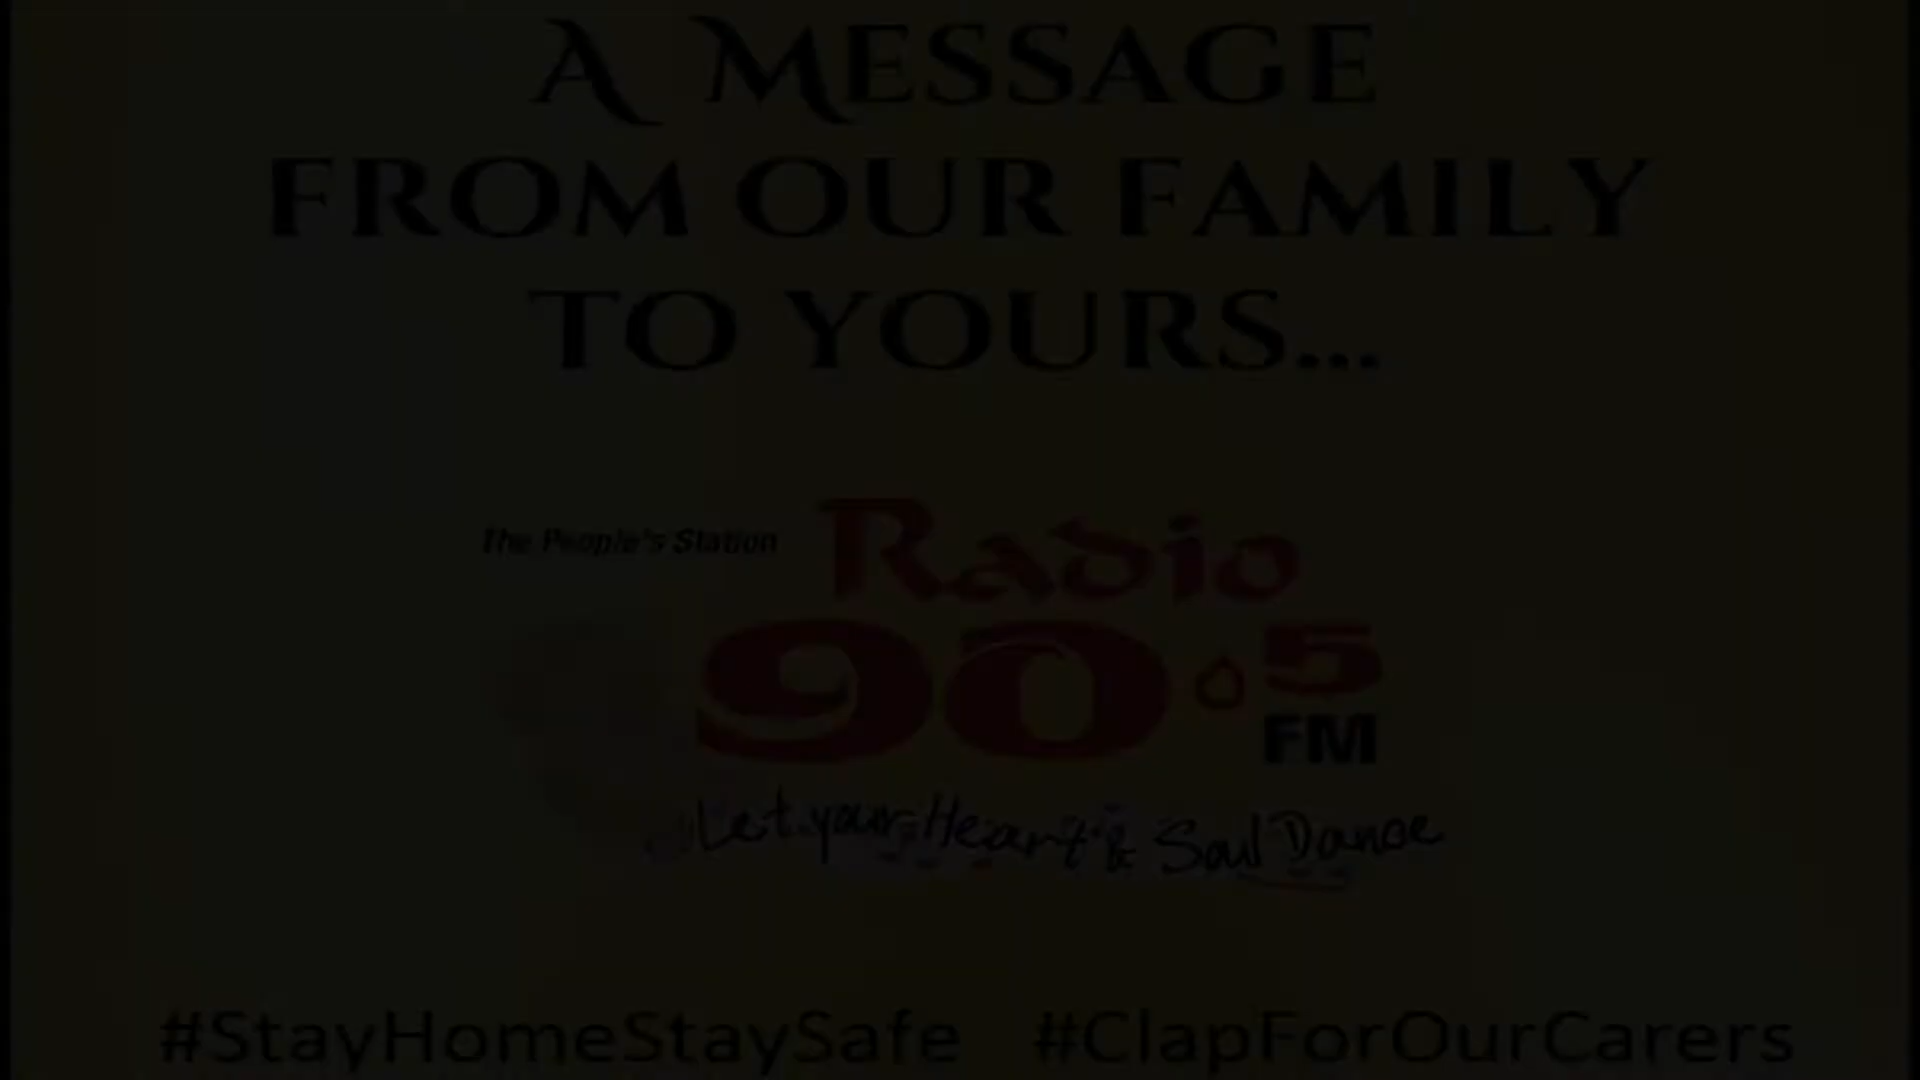 A MESSAGE
FROM OUR FAMILY
TO YOURS...
The People's Station
Radio
90.5
FM
Let your Heart & Soul Dance
#StayHomeStaySafe #ClapForOurCarers